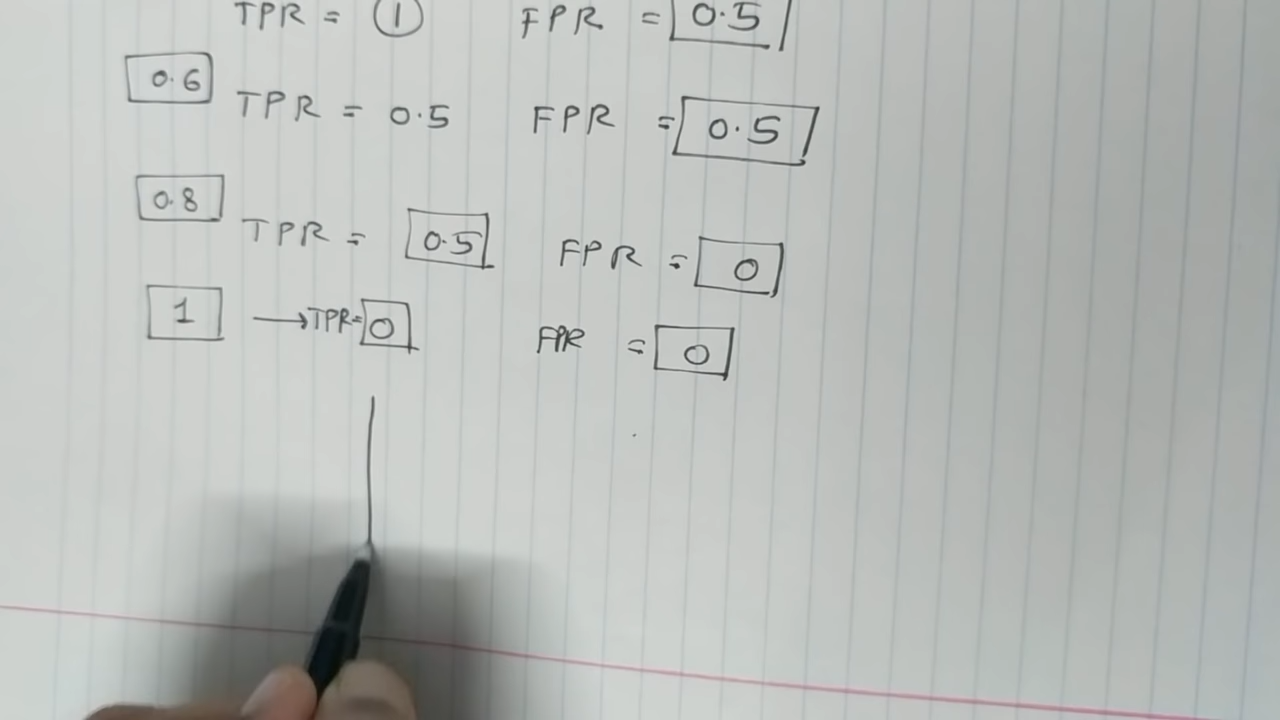 TPR = 1 FPR = 0.5
0.6 TPR = 0.5 FPR = 0.5
0.8 TPR = 0.5 FPR = 0
1 → TPR = 0 FPR = 0